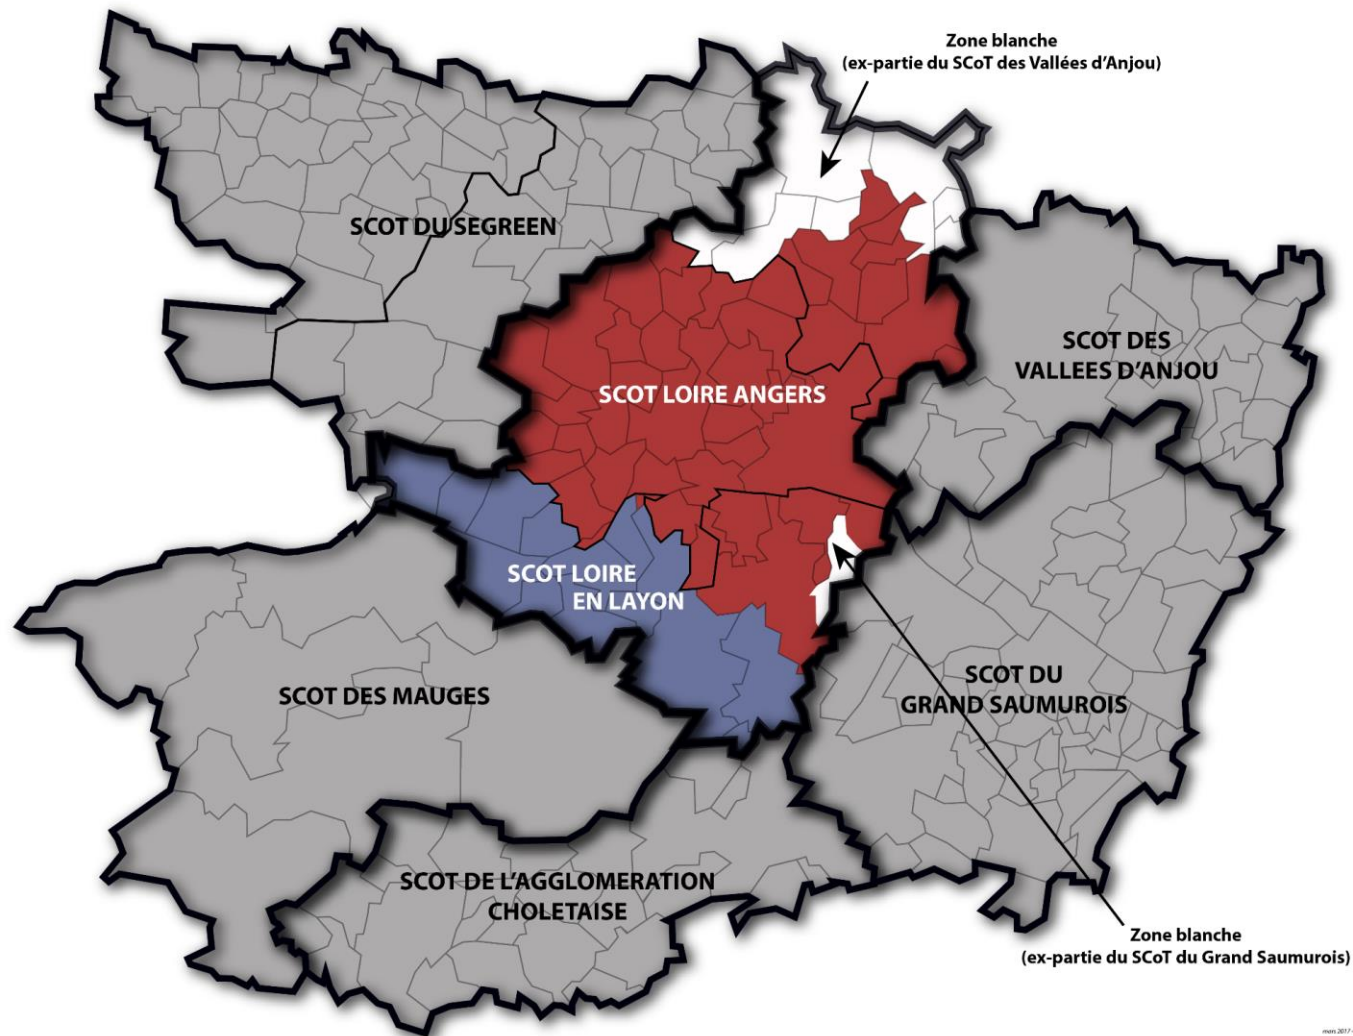 Zone blanche
(ex-partie du SCoT des Vallées d'Anjou)
SCOT DU SEGREEN
SCOT DES
VALLEES D'ANJOU
SCOT LOIRE ANGERS
SCOT LOIRE
EN LAYON
SCOT DES MAUGES
SCOT DU
GRAND SAUMUROIS
SCOT DE L'AGGLOMERATION
CHOLETAISE
Zone blanche
(ex-partie du SCoT du Grand Saumurois)
mars 2017